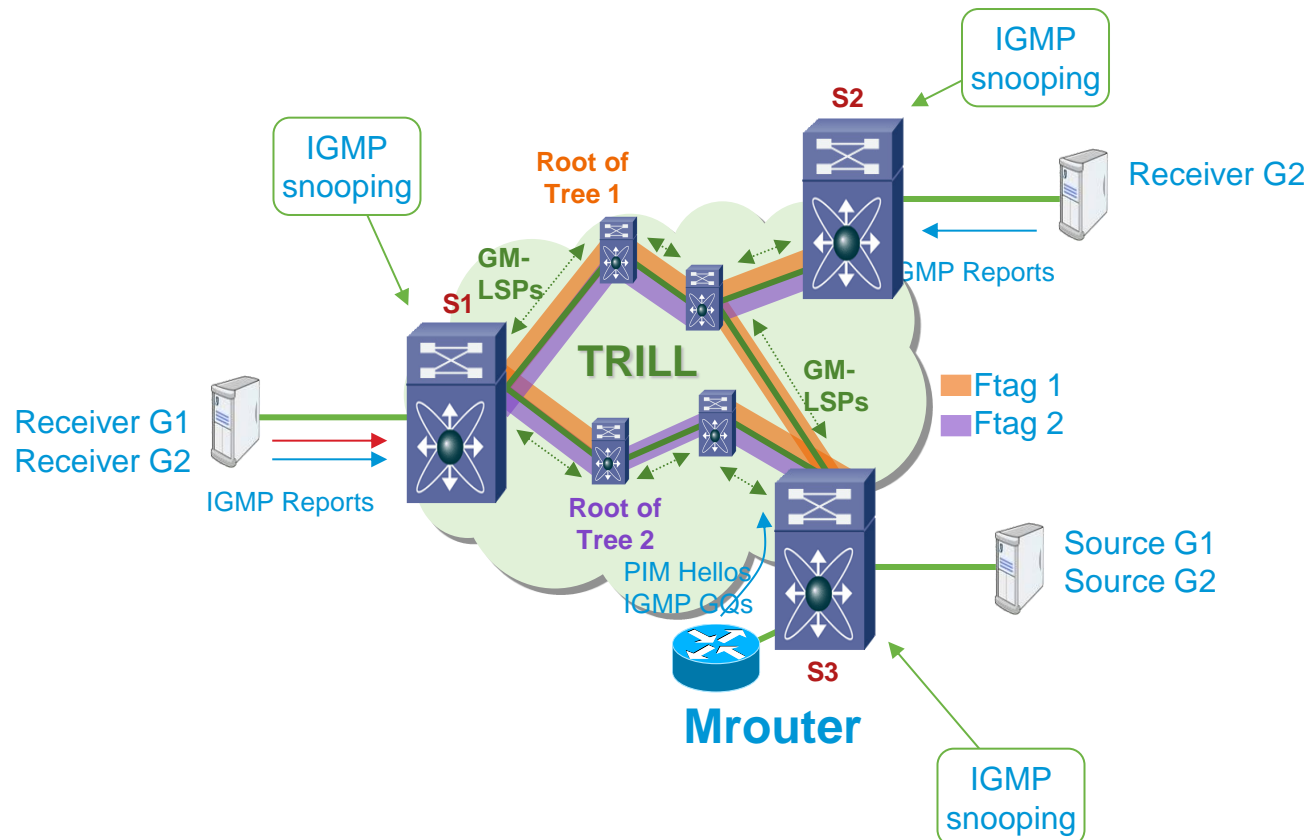 IGMP
snooping
S2
IGMP
snooping
Root of
Tree 1
Receiver G2
GM-
LSPs
GMP Reports
S1
TRILL
GM-
LSPs
Ftag 1
Ftag 2
Receiver G1
Receiver G2
IGMP Reports
Root of
Tree 2
Source G1
Source G2
PIM Hellos
IGMP GQs
S3
Mrouter
IGMP
snooping